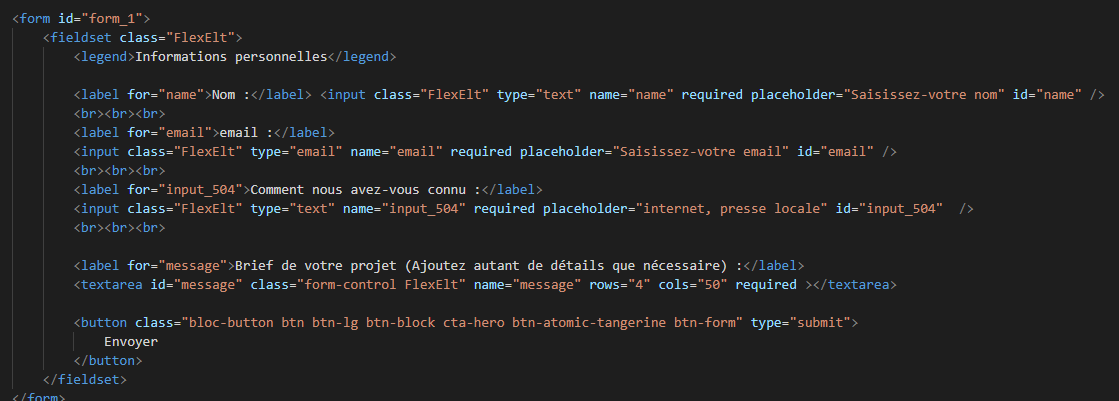 <form id="form_1">
<fieldset class="FlexElt">
<legend>Informations personnelles</legend>
<label for="name">Nom :</label> <input class="FlexElt" type="text" name="name" required placeholder="Saisissez-votre nom" id="name" />
<br><br><br>
<label for="email">email :</label>
<input class="FlexElt" type="email" name="email" required placeholder="Saisissez-votre email" id="email" />
<br><br><br>
<label for="input_504">Comment nous avez-vous connu :</label>
<input class="FlexElt" type="text" name="input_504" required placeholder="internet, presse locale" id="input_504"  />
<br><br><br>
<label for="message">Brief de votre projet (Ajoutez autant de détails que nécessaire) :</label>
<textarea id="message" class="form-control FlexElt" name="message" rows="4" cols="50" required ></textarea>
<button class="bloc-button btn btn-lg btn-block cta-hero btn-atomic-tangerine btn-form" type="submit">
Envoyer
</button>
</fieldset>
</form>